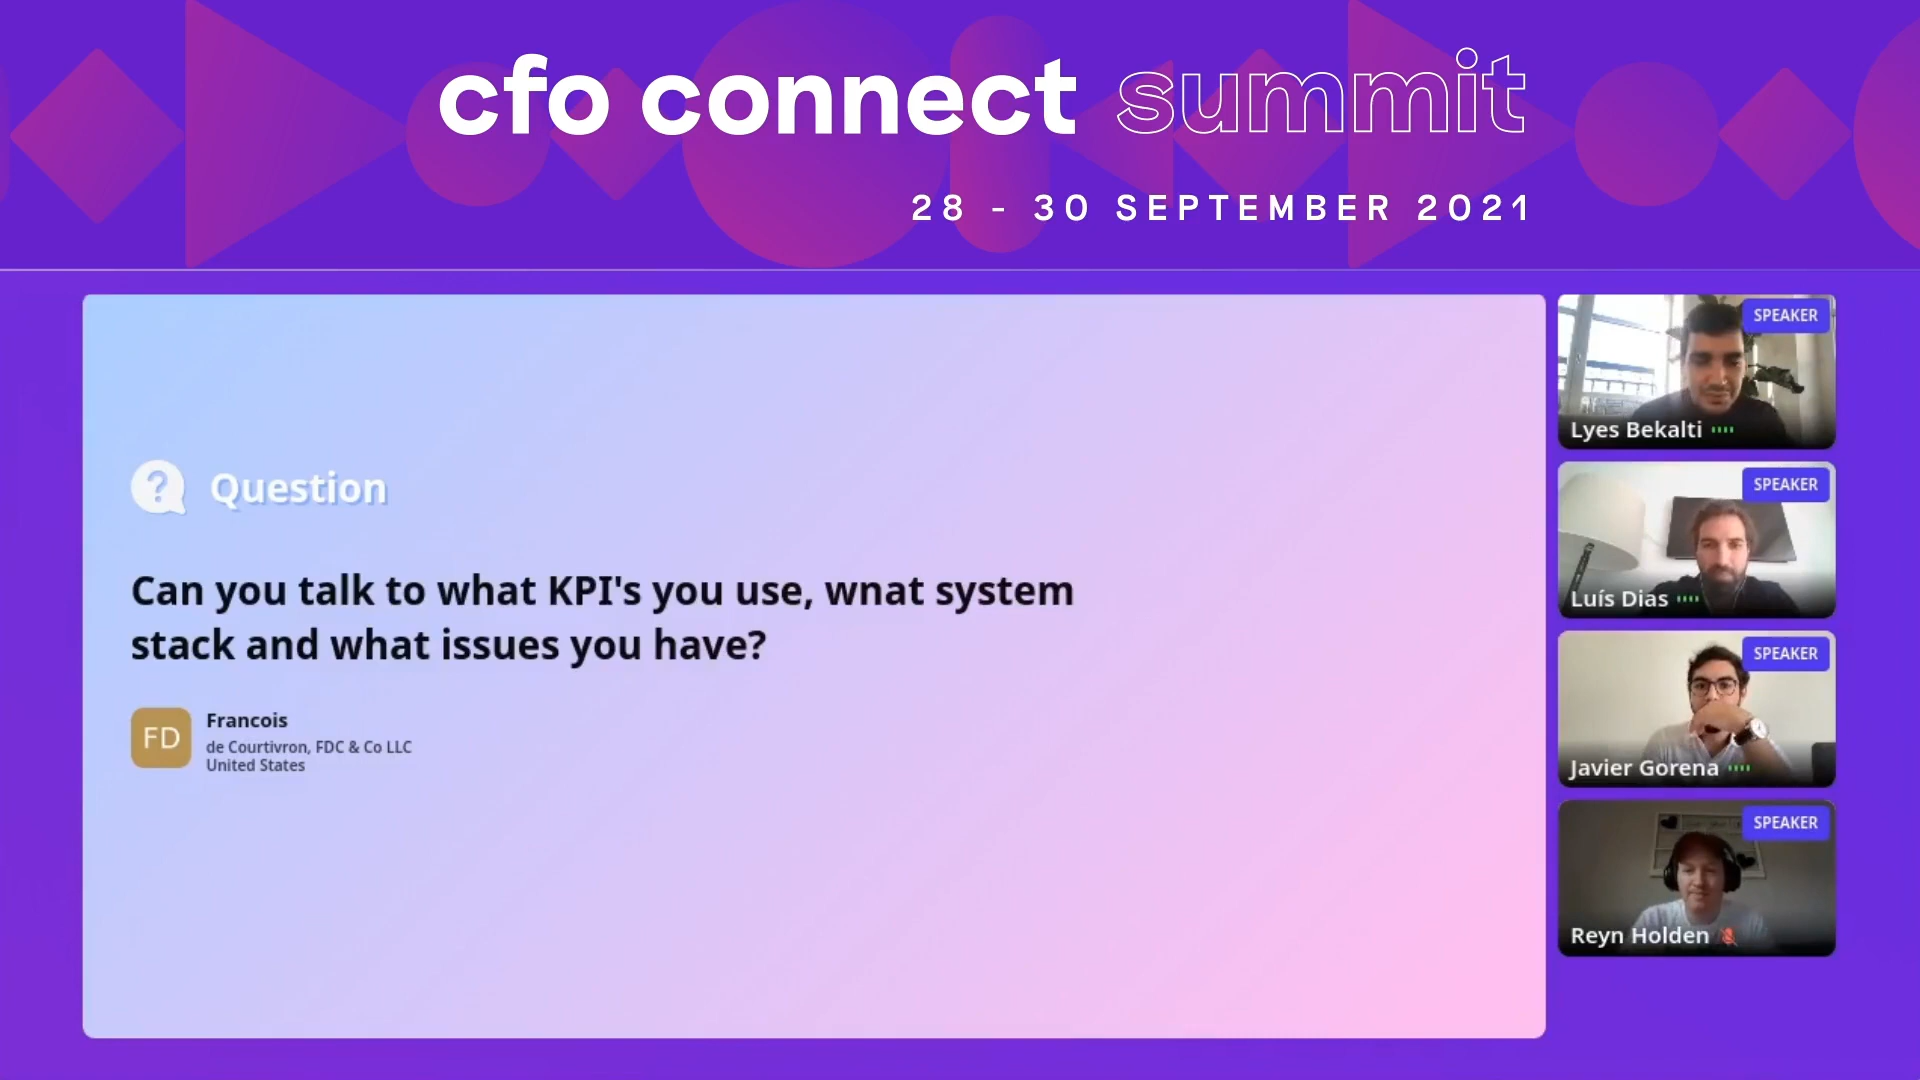 cfo connect summit
28 - 30 SEPTEMBER 2021
Question
Can you talk to what KPI's you use, wnat system
stack and what issues you have?
FD
Francois
de Courtivron, FDC & Co LLC
United States
SPEAKER
Lyes Bekalti
SPEAKER
Luís Dias
SPEAKER
Javier Gorena
SPEAKER
Reyn Holden